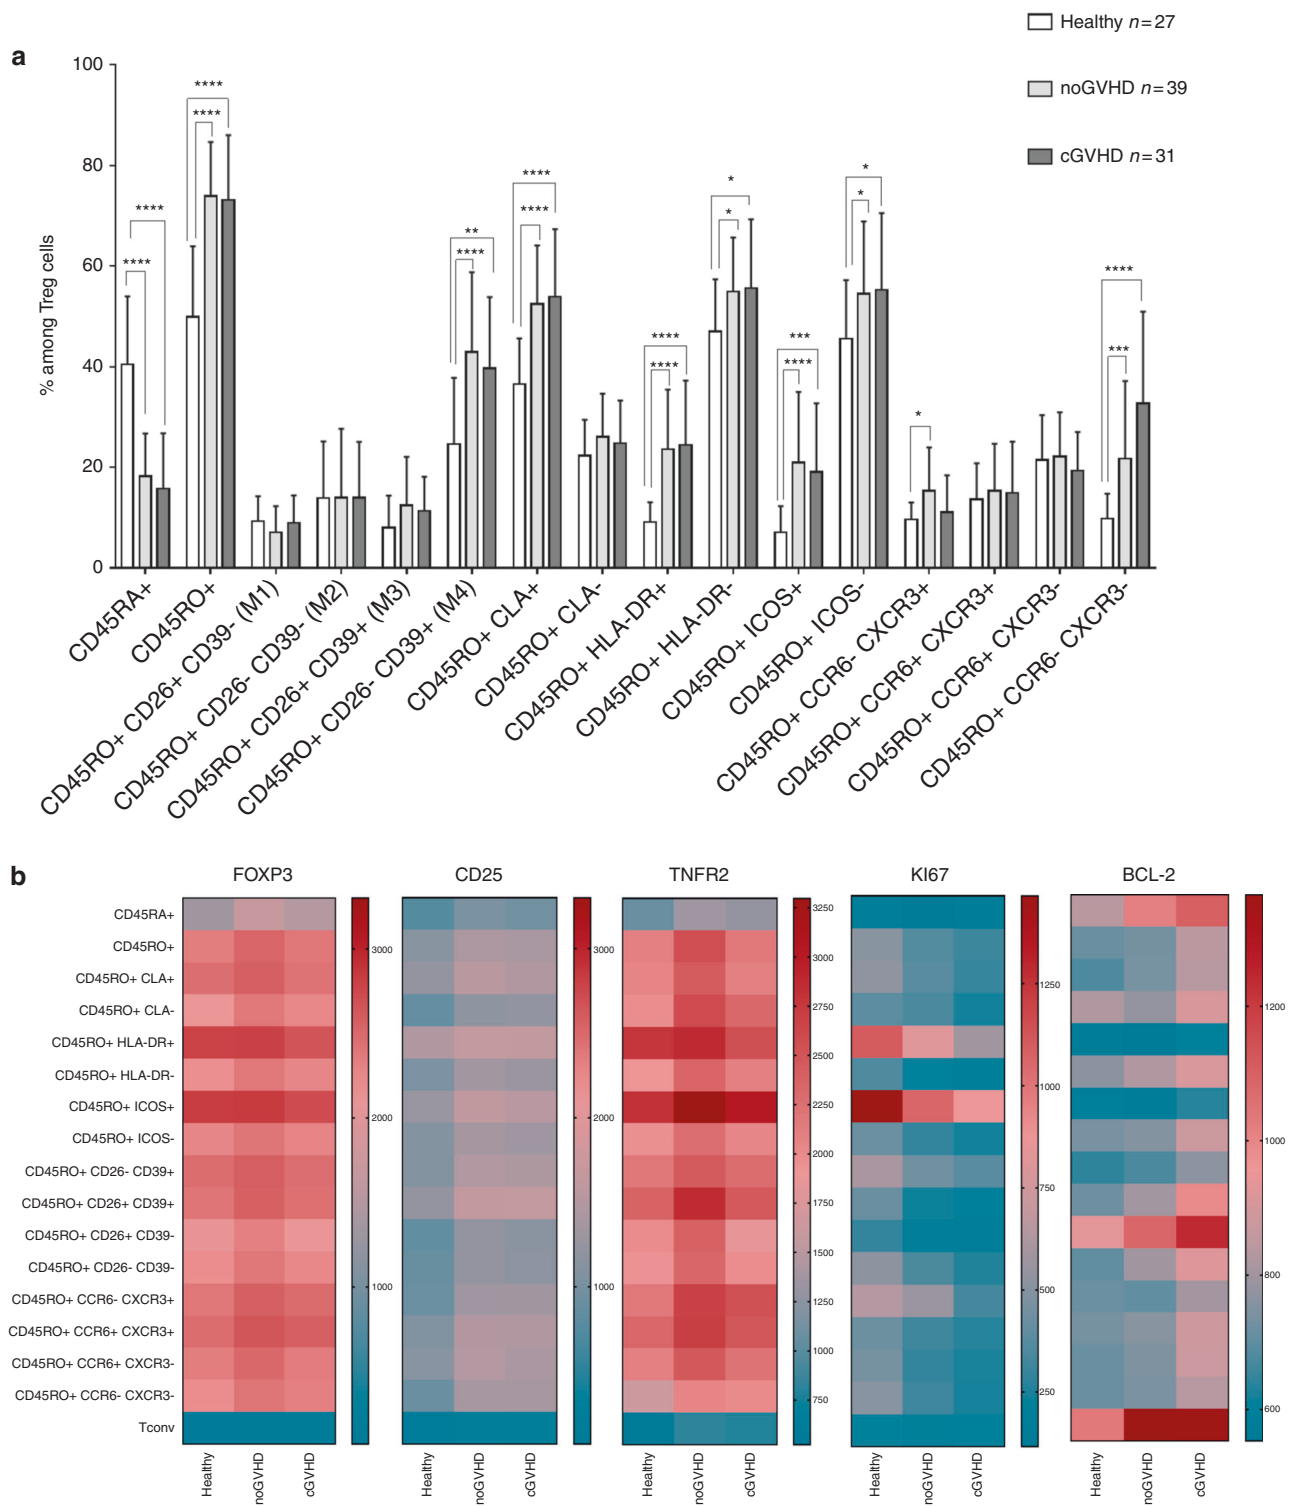 a
Healthy n=27
noGVHD n=39
cGVHD n=31
% among Treg cells
100
80
60
40
20
0
****
****
****
****
**
****
****
****
****
****
*
*
***
****
*
*
*
****
***
CD45RA+
CD45RO+
CD45RO+ CD26+ CD39- (M1)
CD45RO+ CD26- CD39- (M2)
CD45RO+ CD26+ CD39+ (M3)
CD45RO+ CD26- CD39+ (M4)
CD45RO+ CLA+
CD45RO+ CLA-
CD45RO+ HLA-DR+
CD45RO+ HLA-DR-
CD45RO+ ICOS+
CD45RO+ ICOS-
CD45RO+ CCR6- CXCR3+
CD45RO+ CCR6+ CXCR3+
CD45RO+ CCR6+ CXCR3-
CD45RO+ CCR6- CXCR3-
b
FOXP3
CD25
TNFR2
KI67
BCL-2
CD45RA+
CD45RO+
CD45RO+ CLA+
CD45RO+ CLA-
CD45RO+ HLA-DR+
CD45RO+ HLA-DR-
CD45RO+ ICOS+
CD45RO+ ICOS-
CD45RO+ CD26- CD39+
CD45RO+ CD26+ CD39+
CD45RO+ CD26+ CD39-
CD45RO+ CD26- CD39-
CD45RO+ CCR6- CXCR3+
CD45RO+ CCR6+ CXCR3+
CD45RO+ CCR6+ CXCR3-
CD45RO+ CCR6- CXCR3-
Tconv
3000
2000
1000
3000
2000
1000
3250
3000
2750
2500
2250
2000
1750
1500
1250
1000
750
1250
1000
750
500
250
1200
1000
800
600
Healthy
noGVHD
cGVHD
Healthy
noGVHD
cGVHD
Healthy
noGVHD
cGVHD
Healthy
noGVHD
cGVHD
Healthy
noGVHD
cGVHD